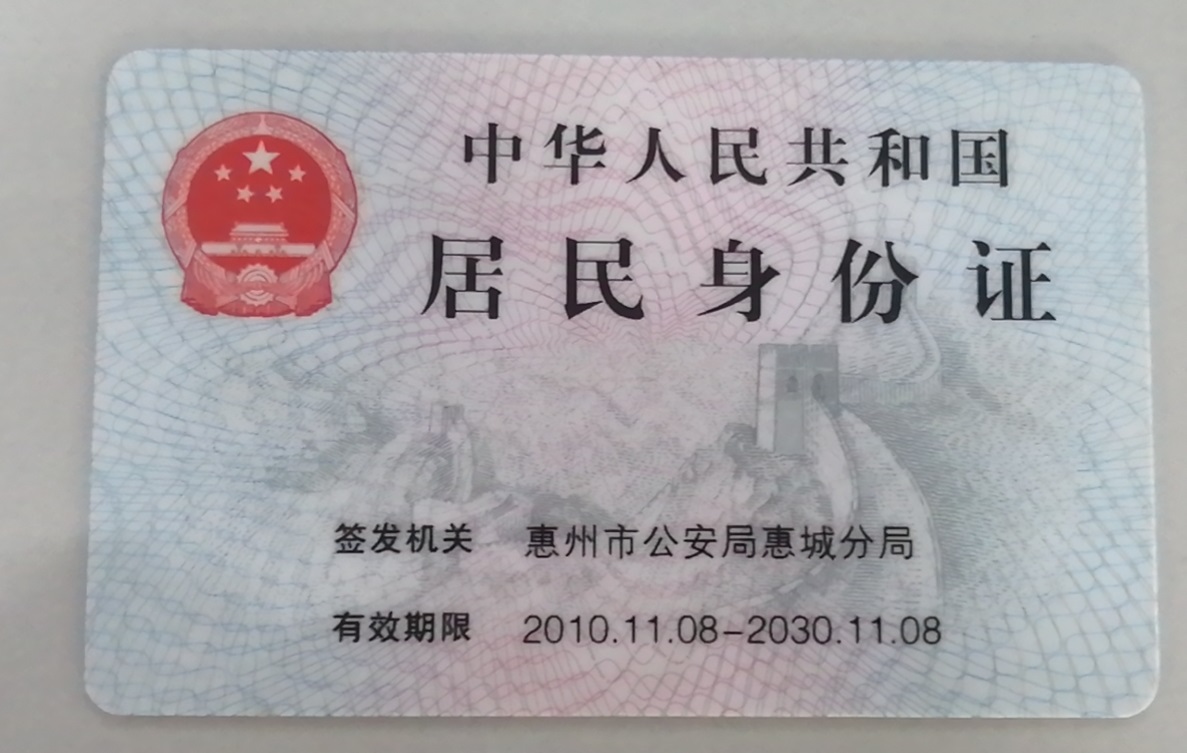 中华人民共和国
居民身份证
签发机关 惠州市公安局惠城分局
有效期限 2010.11.08-2030.11.08